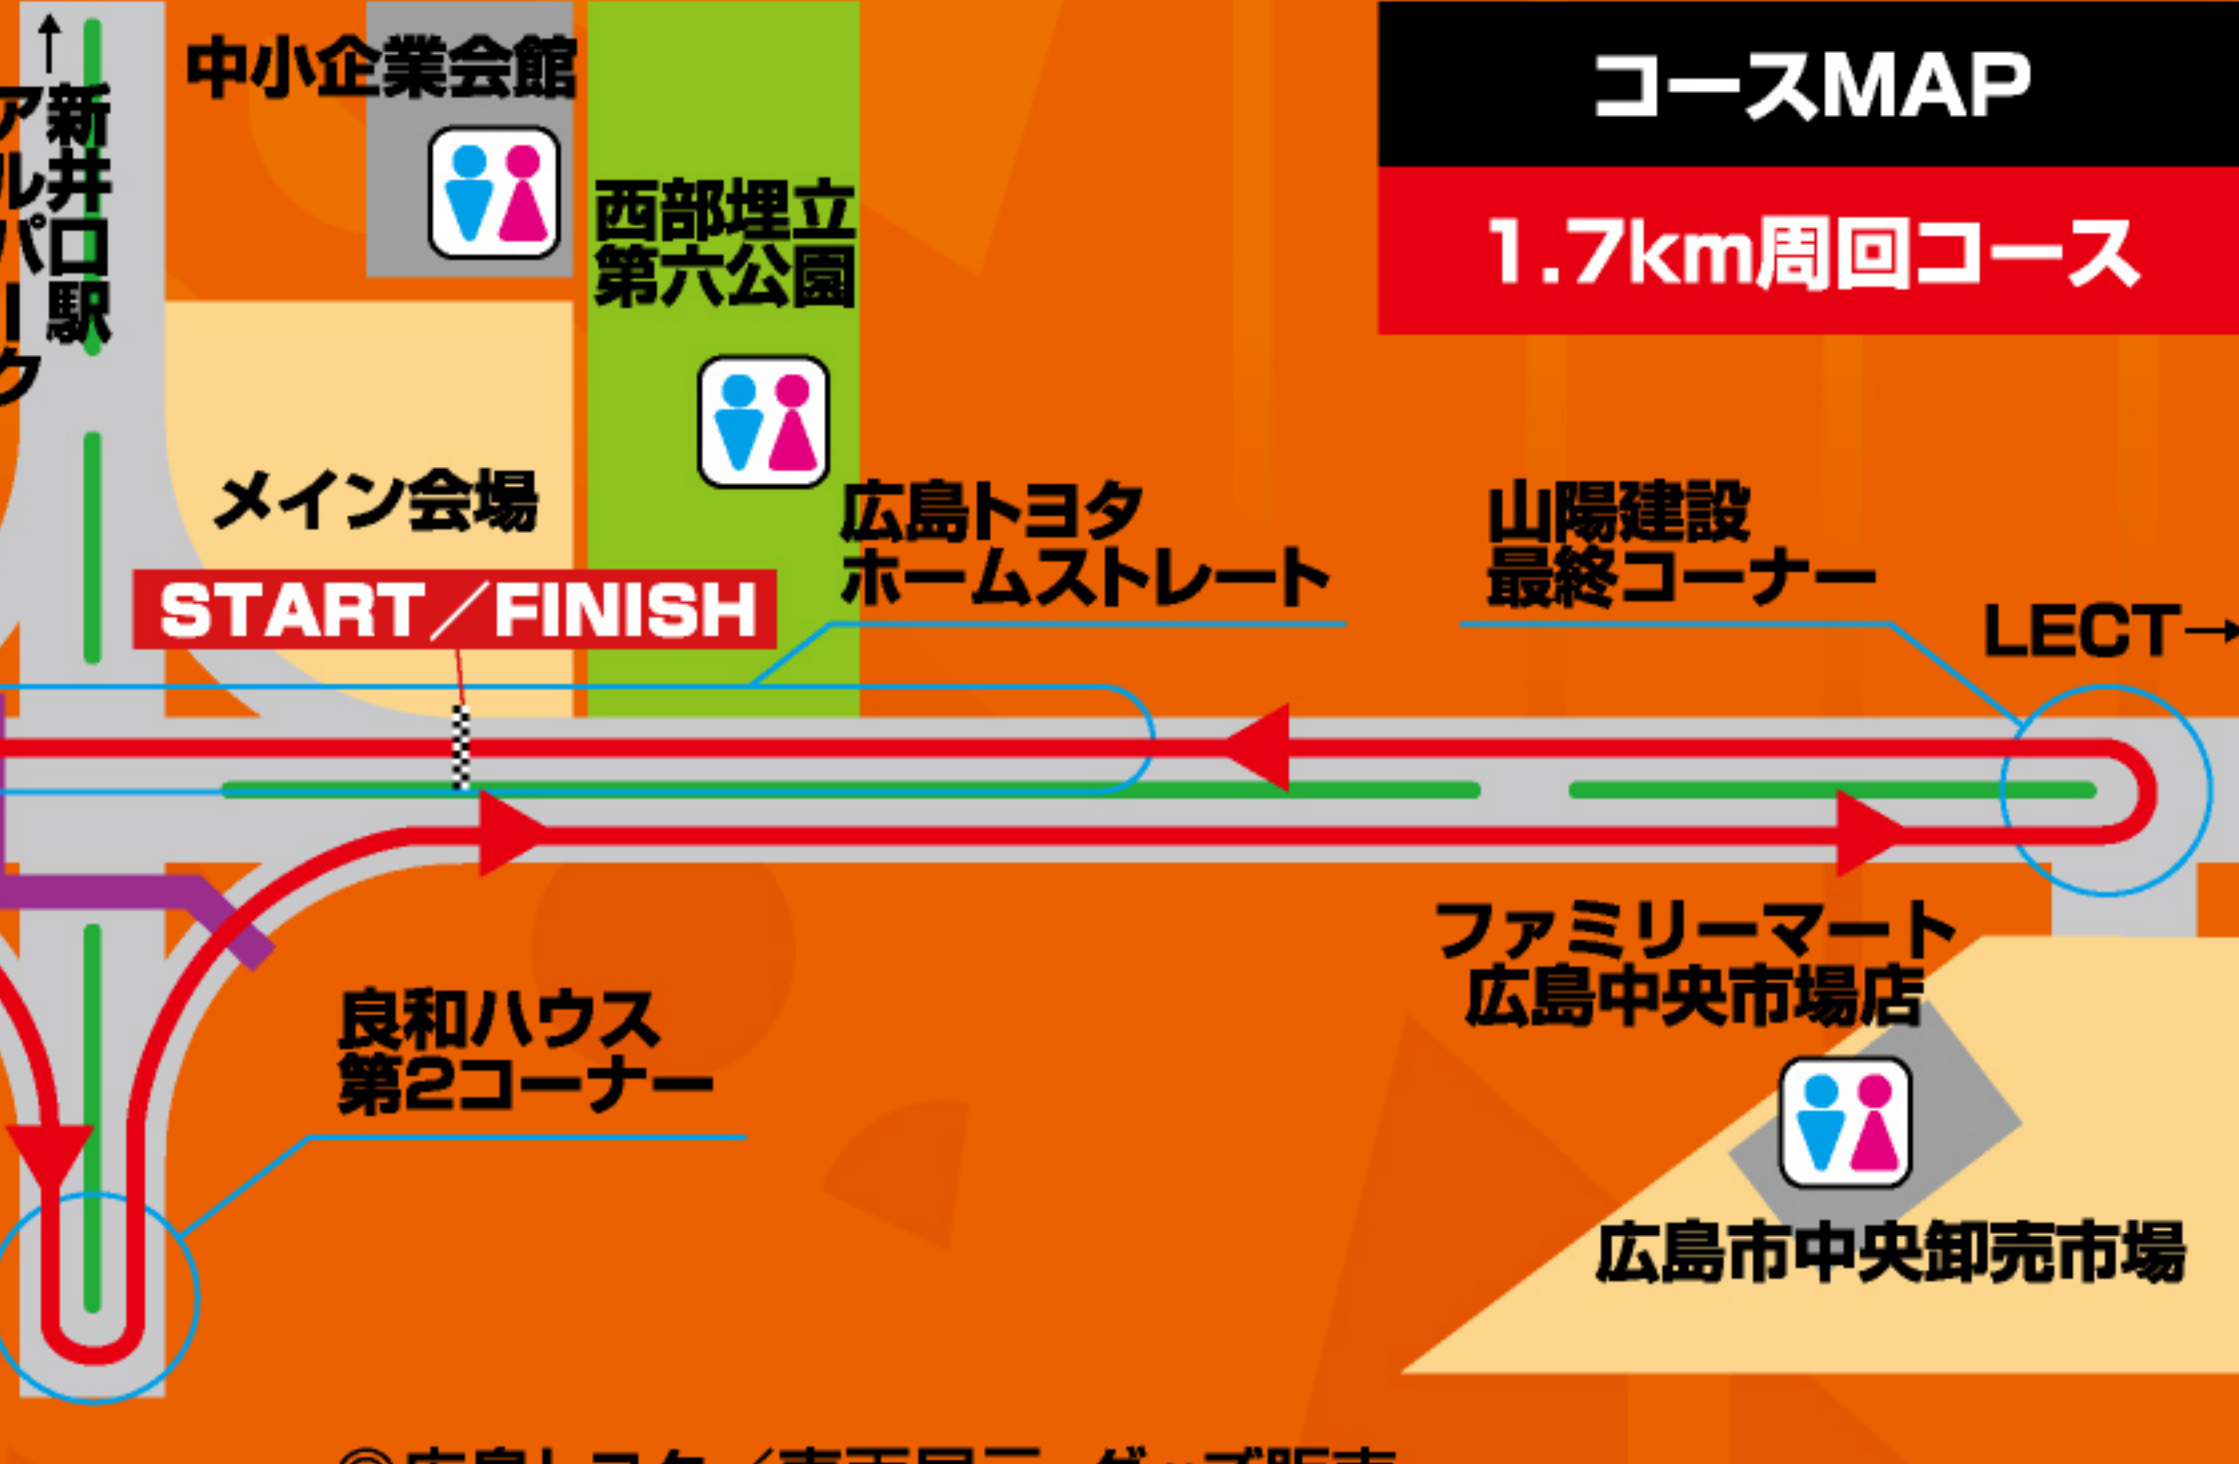 コースMAP
1.7km周回コース
↑新井口駅
アルパーク
中小企業会館
西部埋立
第六公園
メイン会場
START／FINISH
広島トヨタ
ホームストレート
山陽建設
最終コーナー
LECT→
良和ハウス
第2コーナー
ファミリーマート
広島中央市場店
広島市中央卸売市場